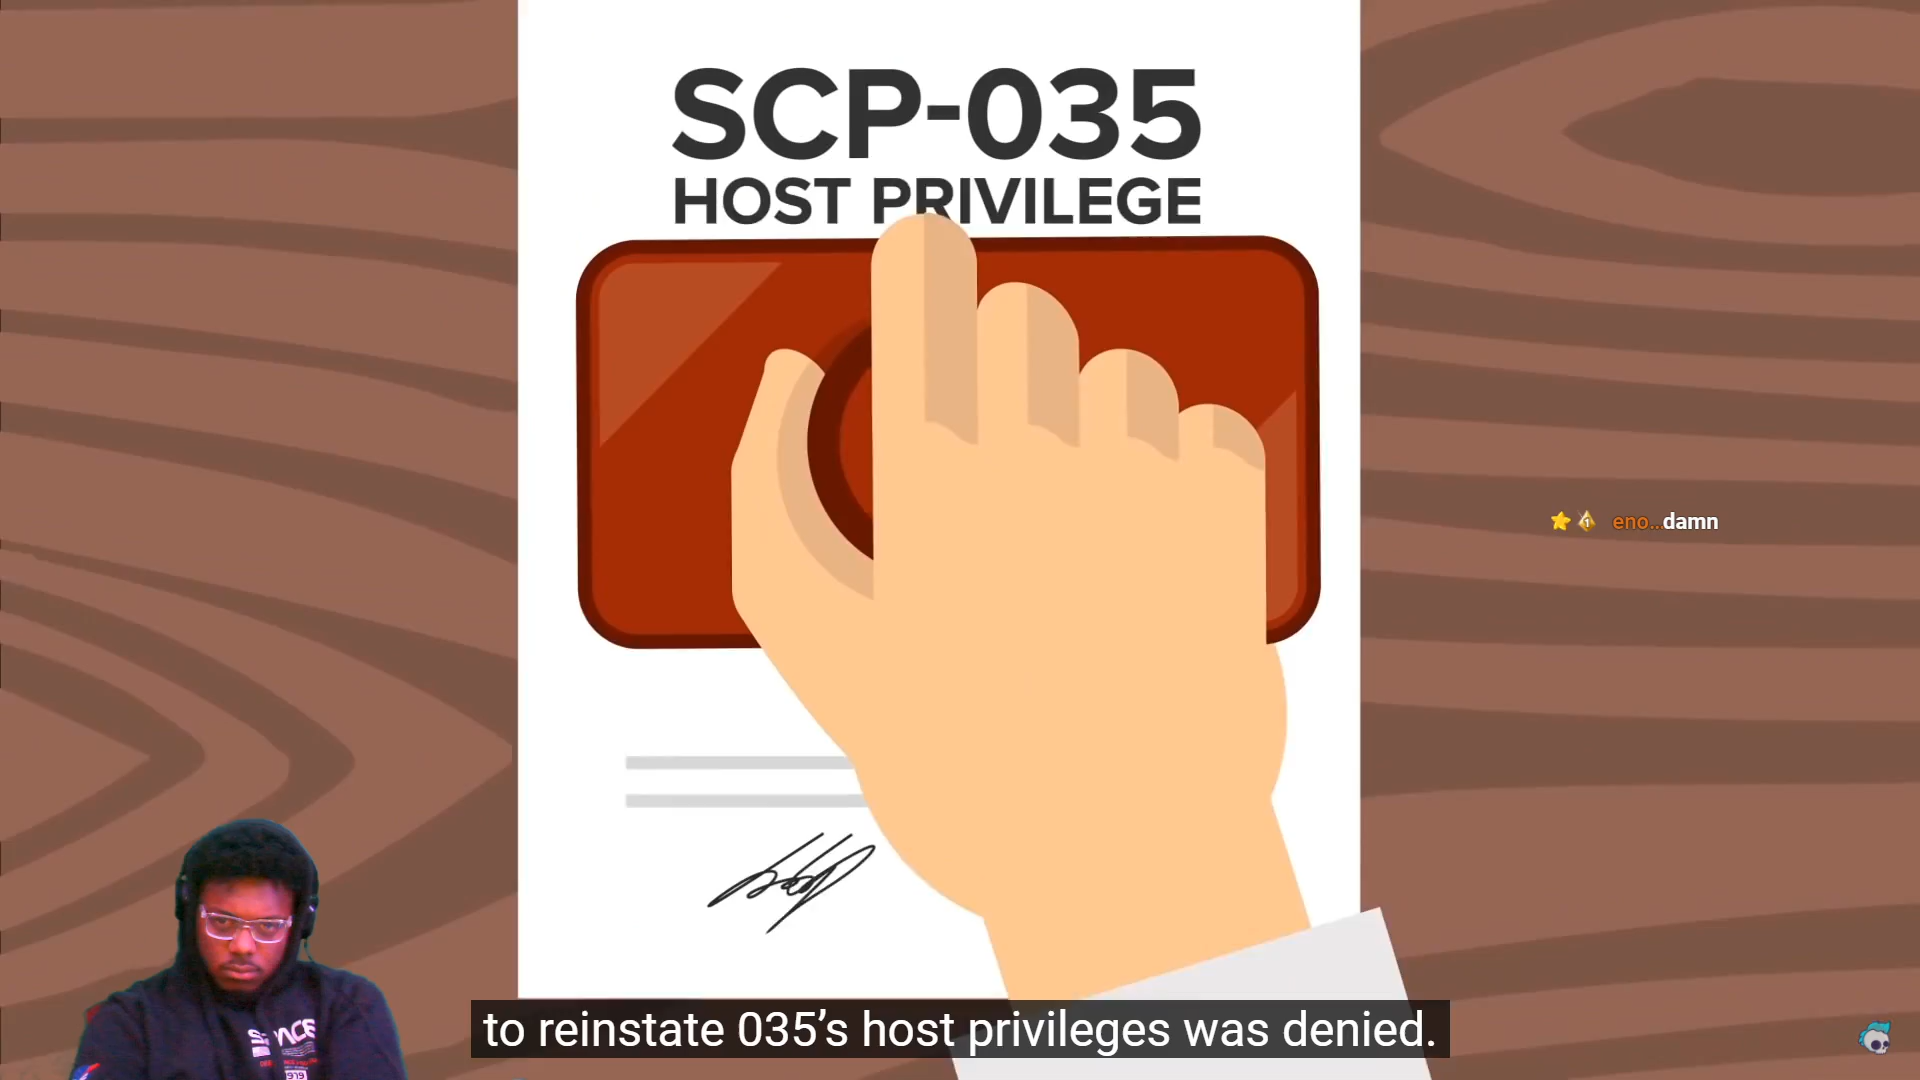 SCP-035
HOST PRIVILEGE
eno...damn
to reinstate 035’s host privileges was denied.